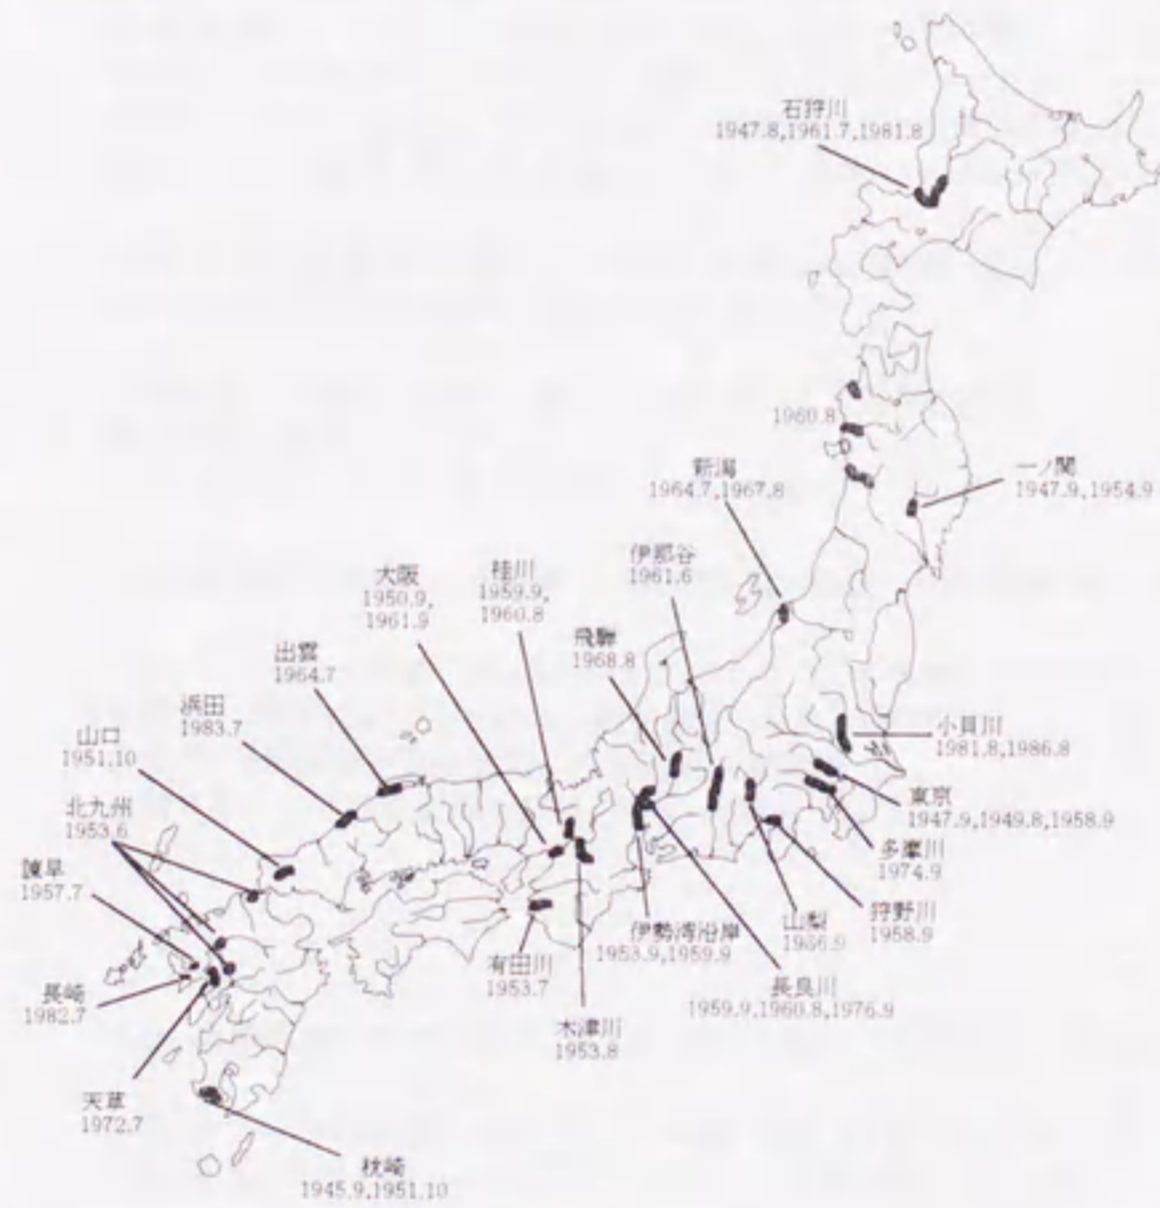 石狩川
1947.8,1961.7,1981.8
1960.8
新潟
1964.7,1967.8
一ノ関
1947.9,1954.9
伊那谷
1961.6
桂川
1959.9,
1960.8
大阪
1950.9,
1961.9
飛騨
1968.8
出雲
1964.7
浜田
1983.7
山口
1951.10
北九州
1953.6
諫早
1957.7
長崎
1982.7
天草
1972.7
枕崎
1945.9,1951.10
有田川
1953.7
木津川
1953.8
伊勢湾沿岸
1953.9,1959.9
長良川
1959.9,1960.8,1976.9
山梨
1966.9
狩野川
1958.9
多摩川
1974.9
東京
1947.9,1949.8,1958.9
小貝川
1981.8,1986.8